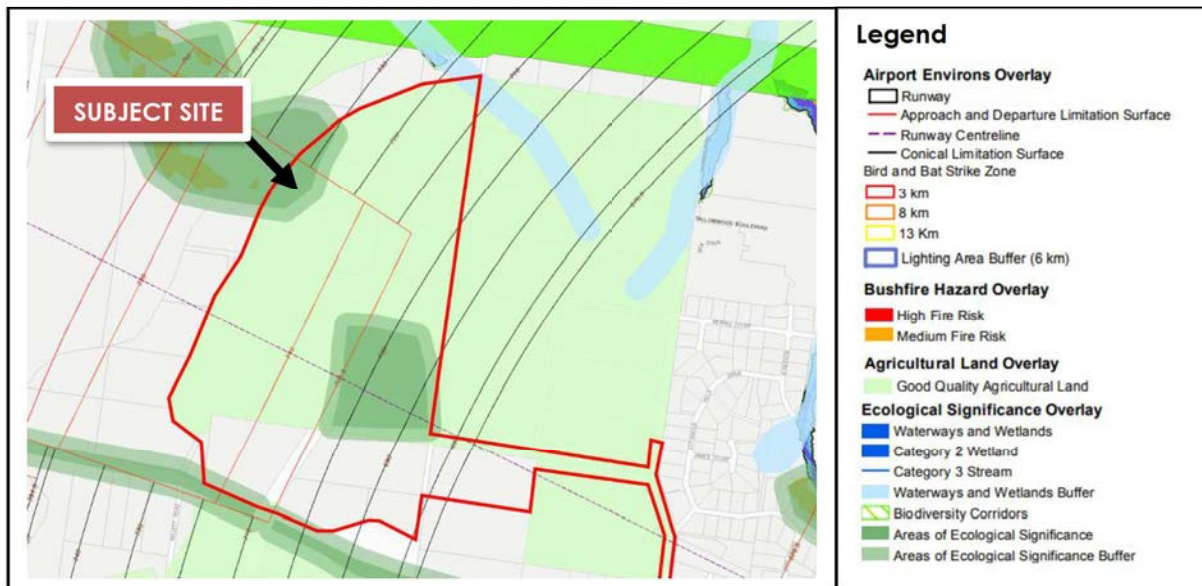 SUBJECT SITE
Legend
Airport Environs Overlay
Runway
Approach and Departure Limitation Surface
Runway Centreline
Conical Limitation Surface
Bird and Bat Strike Zone
3 km
8 km
13 Km
Lighting Area Buffer (6 km)
Bushfire Hazard Overlay
High Fire Risk
Medium Fire Risk
Agricultural Land Overlay
Good Quality Agricultural Land
Ecological Significance Overlay
Waterways and Wetlands
Category 2 Wetland
Category 3 Stream
Waterways and Wetlands Buffer
Biodiversity Corridors
Areas of Ecological Significance
Areas of Ecological Significance Buffer